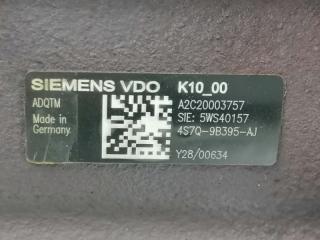 SIEMENS VDO K10_00
ADQTM A2C20003757
Made in SIE: 5WS40157
Germany 4S7Q-9B395-AJ
Y28/00634